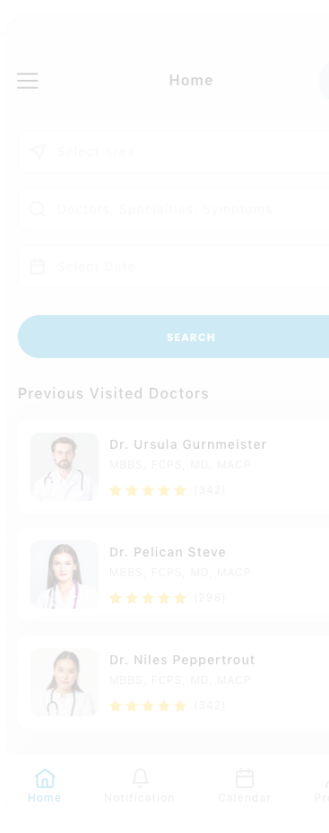 Home
Select Area
Doctors, Specialties, Symptoms
Select Date
SEARCH
Previous Visited Doctors
Dr. Ursula Gurnmeister
MBBS, FCPS, MD, MACP
(342)
Dr. Pelican Steve
MBBS, FCPS, MD, MACP
(298)
Dr. Niles Peppertrout
MBBS, FCPS, MD, MACP
(342)
Home
Notification
Calendar